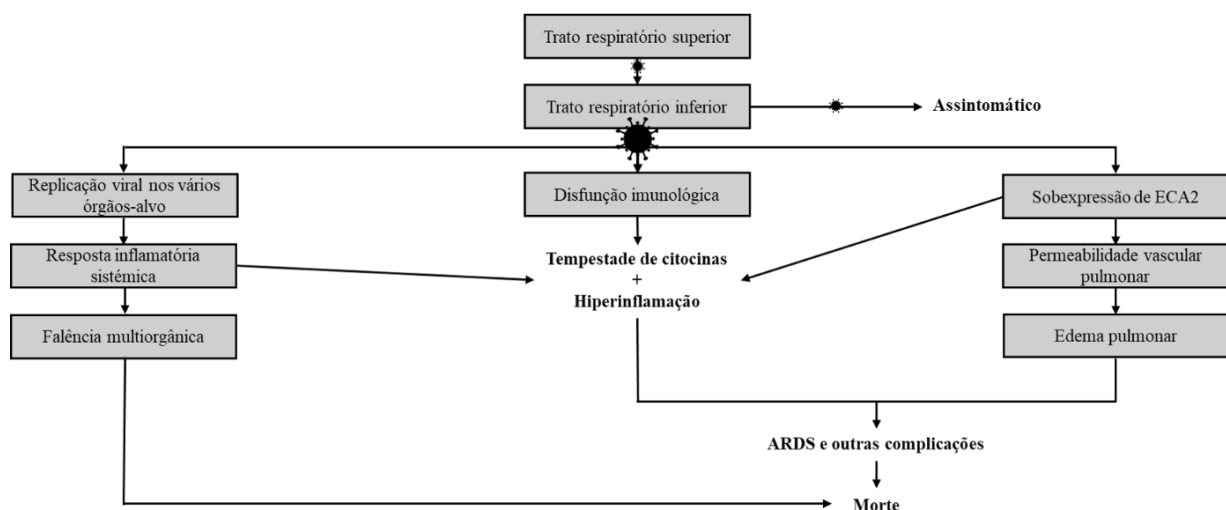 Trato respiratório superior
Trato respiratório inferior
Assintomático
Replicação viral nos vários
órgãos-alvo
Disfunção imunológica
Sobexpressão de ECA2
Resposta inflamatória
sistémica
Tempestade de citocinas
+
Hiperinflamação
Permeabilidade vascular
pulmonar
Falência multiorgânica
Edema pulmonar
ARDS e outras complicações
Morte